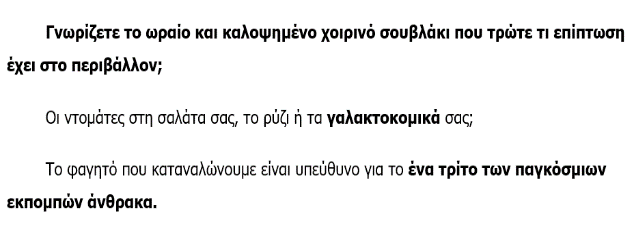 Γνωρίζετε το ωραίο και καλοψημένο χοιρινό σουβλάκι που τρώτε τι επίπτωση
έχει στο περιβάλλον;
Οι ντομάτες στη σαλάτα σας, το ρύζι ή τα γαλακτοκομικά σας;
Το φαγητό που καταναλώνουμε είναι υπεύθυνο για το ένα τρίτο των παγκόσμιων
εκπομπών άνθρακα.